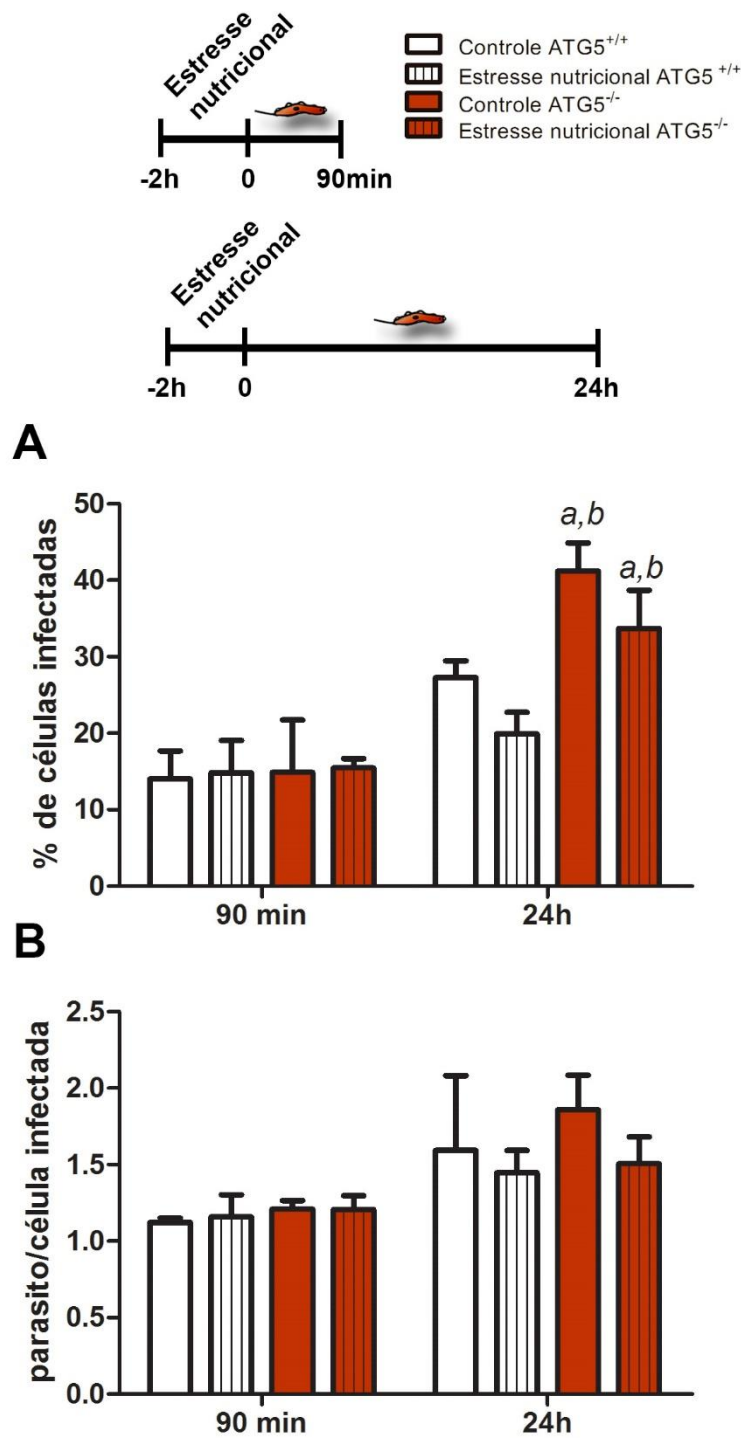 Estresse
nutricional
-2h 0 90min
Controle ATG5+/+
Estresse nutricional ATG5 +/+
Controle ATG5-/-
Estresse nutricional ATG5-/-
Estresse
nutricional
-2h 0 24h
A
% de células infectadas
50
40
30
20
10
0
a,b
a,b
90 min 24h
B
parasito/célula infectada
2.5
2.0
1.5
1.0
0.5
0.0
90 min 24h